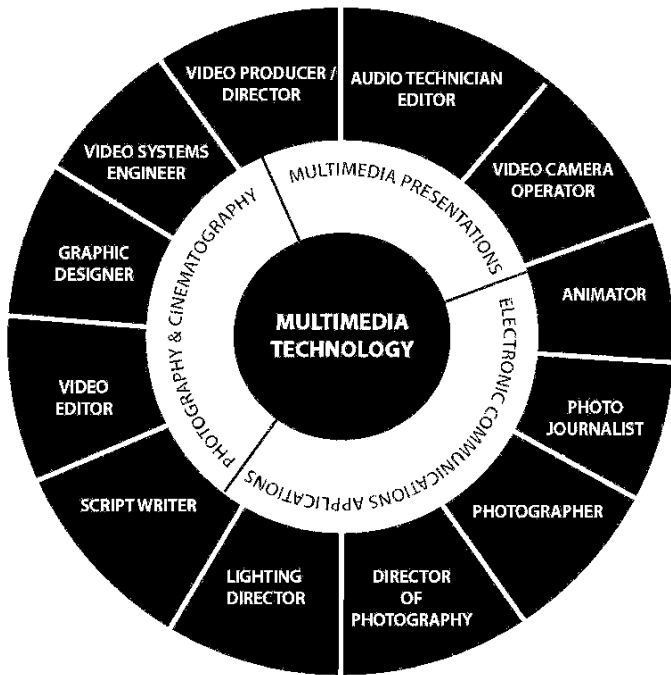 VIDEO PRODUCER /
DIRECTOR
AUDIO TECHNICIAN
EDITOR
VIDEO CAMERA
OPERATOR
ANIMATOR
PHOTO
JOURNALIST
PHOTOGRAPHER
DIRECTOR
OF
PHOTOGRAPHY
LIGHTING
DIRECTOR
SCRIPT WRITER
VIDEO
EDITOR
GRAPHIC
DESIGNER
VIDEO SYSTEMS
ENGINEER
MULTIMEDIA PRESENTATIONS
ELECTRONIC COMMUNICATIONS APPLICATIONS
PHOTOGRAPHY & CINEMATOGRAPHY
MULTIMEDIA
TECHNOLOGY